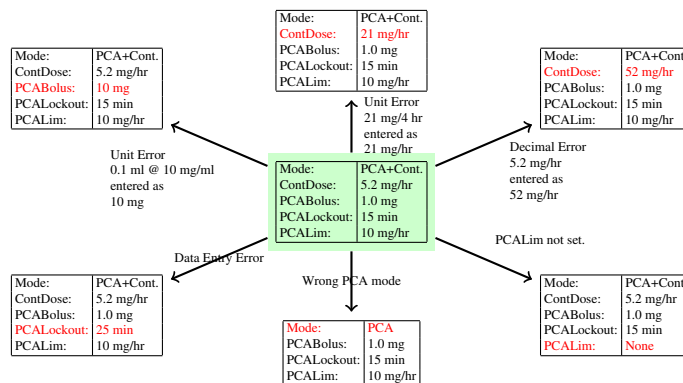 Mode: PCA+Cont.
ContDose: 21 mg/hr
PCABolus: 1.0 mg
PCALockout: 15 min
PCALim: 10 mg/hr
Mode: PCA+Cont.
ContDose: 5.2 mg/hr
PCABolus: 10 mg
PCALockout: 15 min
PCALim: 10 mg/hr
Mode: PCA+Cont.
ContDose: 52 mg/hr
PCABolus: 1.0 mg
PCALockout: 15 min
PCALim: 10 mg/hr
Unit Error
21 mg/4 hr
entered as
21 mg/hr
Unit Error
0.1 ml @ 10 mg/ml
entered as
10 mg
Decimal Error
5.2 mg/hr
entered as
52 mg/hr
Mode: PCA+Cont.
ContDose: 5.2 mg/hr
PCABolus: 1.0 mg
PCALockout: 15 min
PCALim: 10 mg/hr
Data Entry Error
Wrong PCA mode
PCALim not set.
Mode: PCA+Cont.
ContDose: 5.2 mg/hr
PCABolus: 1.0 mg
PCALockout: 25 min
PCALim: 10 mg/hr
Mode: PCA
PCABolus: 1.0 mg
PCALockout: 15 min
PCALim: 10 mg/hr
Mode: PCA+Cont.
ContDose: 5.2 mg/hr
PCABolus: 1.0 mg
PCALockout: 15 min
PCALim: None